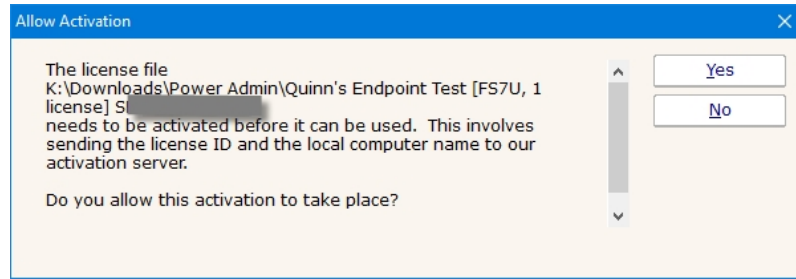 Allow Activation
The license file
K:\Downloads\Power Admin\Quinn's Endpoint Test [FS7U, 1
license]
needs to be activated before it can be used.  This involves
sending the license ID and the local computer name to our
activation server.
Do you allow this activation to take place?
Yes
No